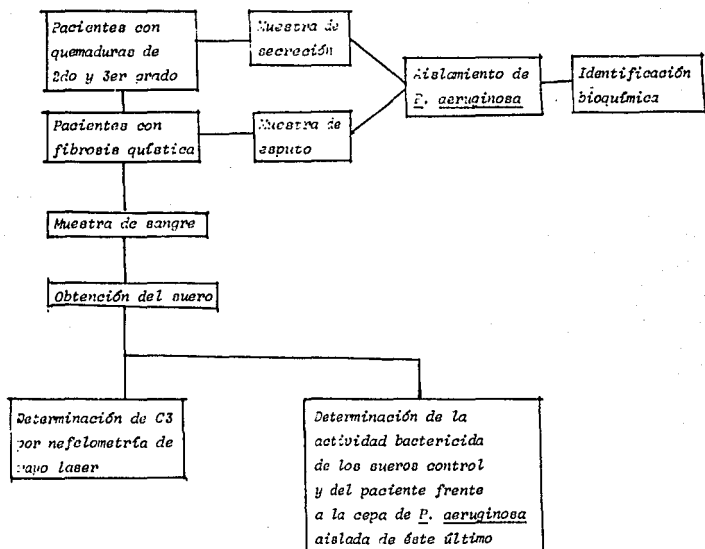 Pacientes con
quemaduras de
2do y 3er grado
Muestra de
secreción
Aislamiento de
P. aeruginosa
Identificación
bioquímica
Pacientes con
fibrosis quística
Muestra de
esputo
Muestra de sangre
Obtención del suero
Determinación de C3
por nefelometría de
rayo laser
Determinación de la
actividad bactericida
de los sueros control
y del paciente frente
a la cepa de P. aeruginosa
aislada de éste último